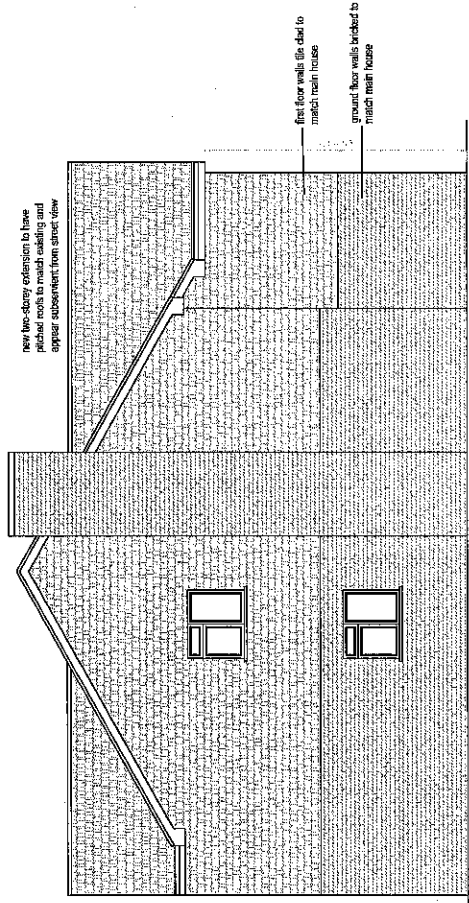 new two-storey extension to have
pitched roofs to match existing and
appear subservient from street view
first floor walls tile clad to
match main house
ground floor walls bricked to
match main house